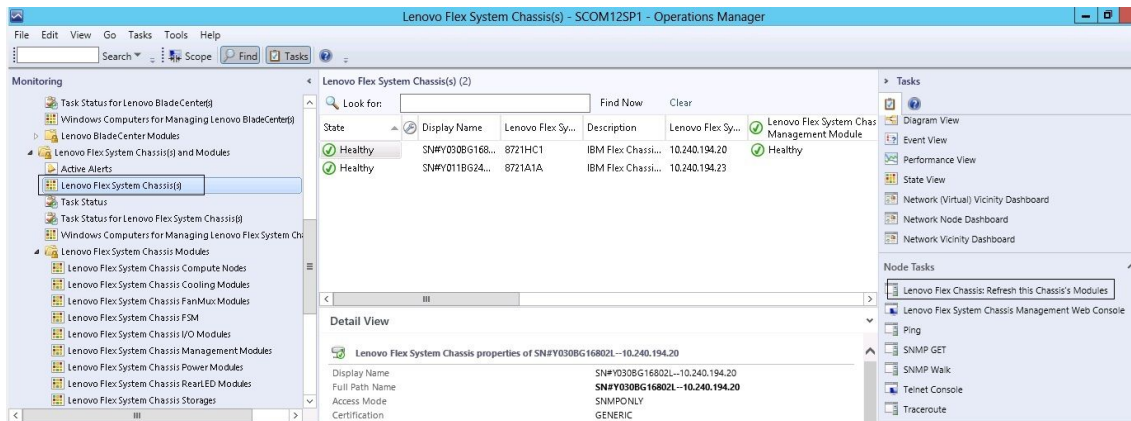 Lenovo Flex System Chassis(s) - SCOM12SP1 - Operations Manager
File Edit View Go Tasks Tools Help
Search Scope Find Tasks
Monitoring
Task Status for Lenovo BladeCenter(s)
Windows Computers for Managing Lenovo BladeCenter(s)
Lenovo BladeCenter Modules
Lenovo Flex System Chassis(s) and Modules
Active Alerts
Lenovo Flex System Chassis(s)
Task Status
Task Status for Lenovo Flex System Chassis(s)
Windows Computers for Managing Lenovo Flex System Ch
Lenovo Flex System Chassis Modules
Lenovo Flex System Chassis Compute Nodes
Lenovo Flex System Chassis Cooling Modules
Lenovo Flex System Chassis FanMux Modules
Lenovo Flex System Chassis FSM
Lenovo Flex System Chassis I/O Modules
Lenovo Flex System Chassis Management Modules
Lenovo Flex System Chassis Power Modules
Lenovo Flex System Chassis RearLED Modules
Lenovo Flex System Chassis Storages
Lenovo Flex System Chassis(s) (2)
Look for: Find Now Clear
State Display Name Lenovo Flex Sy... Description Lenovo Flex Sy... Lenovo Flex System Chas
Management Module
Healthy SN#Y030BG168... 8721HC1 IBM Flex Chassi... 10.240.194.20 Healthy
Healthy SN#Y011BG24... 8721A1A IBM Flex Chassi... 10.240.194.23
Detail View
Lenovo Flex System Chassis properties of SN#Y030BG16802L--10.240.194.20
Display Name SN#Y030BG16802L--10.240.194.20
Full Path Name SN#Y030BG16802L--10.240.194.20
Access Mode SNMPONLY
Certification GENERIC
Tasks
Diagram View
Event View
Performance View
State View
Network (Virtual) Vicinity Dashboard
Network Node Dashboard
Network Vicinity Dashboard
Node Tasks
Lenovo Flex Chassis: Refresh this Chassis's Modules
Lenovo Flex System Chassis Management Web Console
Ping
SNMP GET
SNMP Walk
Telnet Console
Traceroute